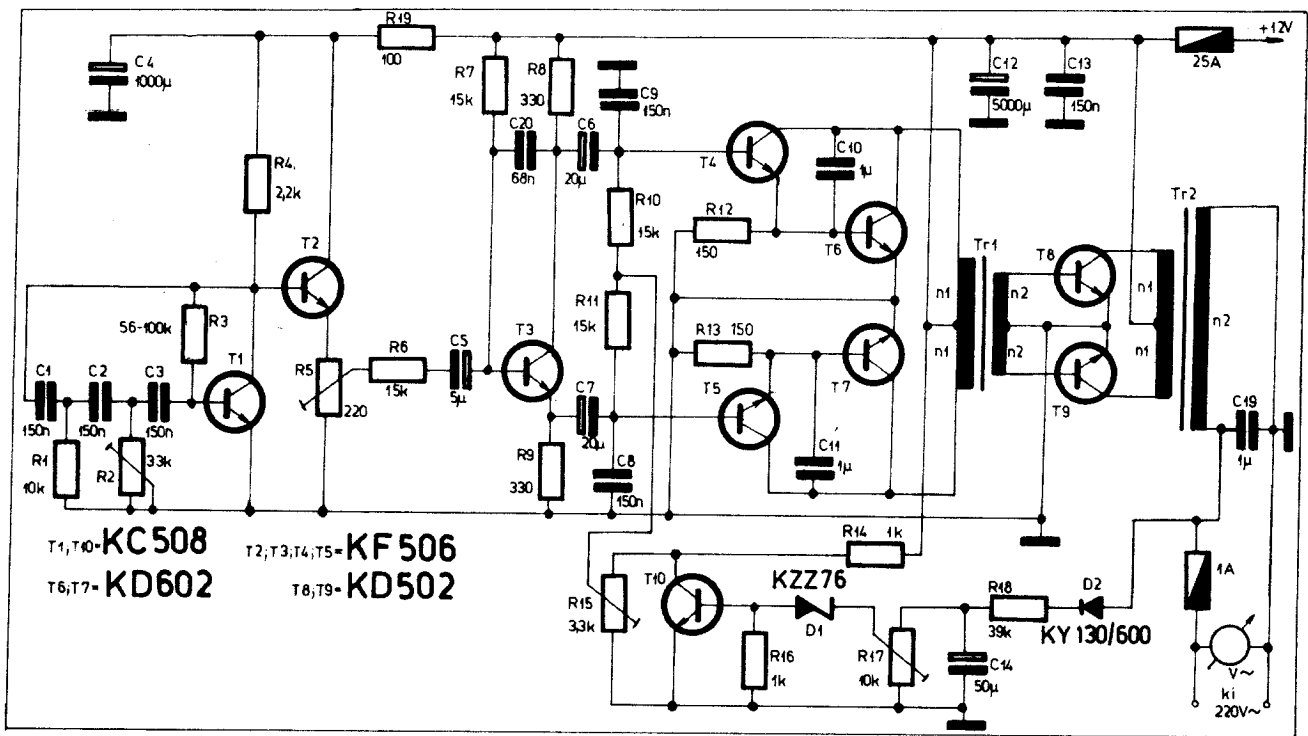 C4
1000µ
R19
100
R7
15k
R8
330
C9
150n
C20
68n
C6
20µ
+12V
25A
C12
5000µ
C13
150n
R4
2,2k
T4
C10
1µ
R10
15k
R12
150
T6
Tr1
n1
n1
n2
n2
T8
T9
Tr2
n1
n1
n2
T2
56-100k
R3
T1
R5
220
R6
15k
C5
5µ
T3
R11
15k
R13 150
T7
T5
C7
20µ
C11
1µ
C1
150n
C2
150n
C3
150n
R1
10k
R2
33k
R9
330
C8
150n
C19
1µ
T1;T10=KC508
T2;T3;T4;T5=KF506
T6;T7=KD602
T8;T9=KD502
R14 1k
T10
R15
3,3k
KZZ76
D1
R16
1k
R17
10k
R18
39k
D2
KY130/600
C14
50µ
1A
V~
ki
220V~